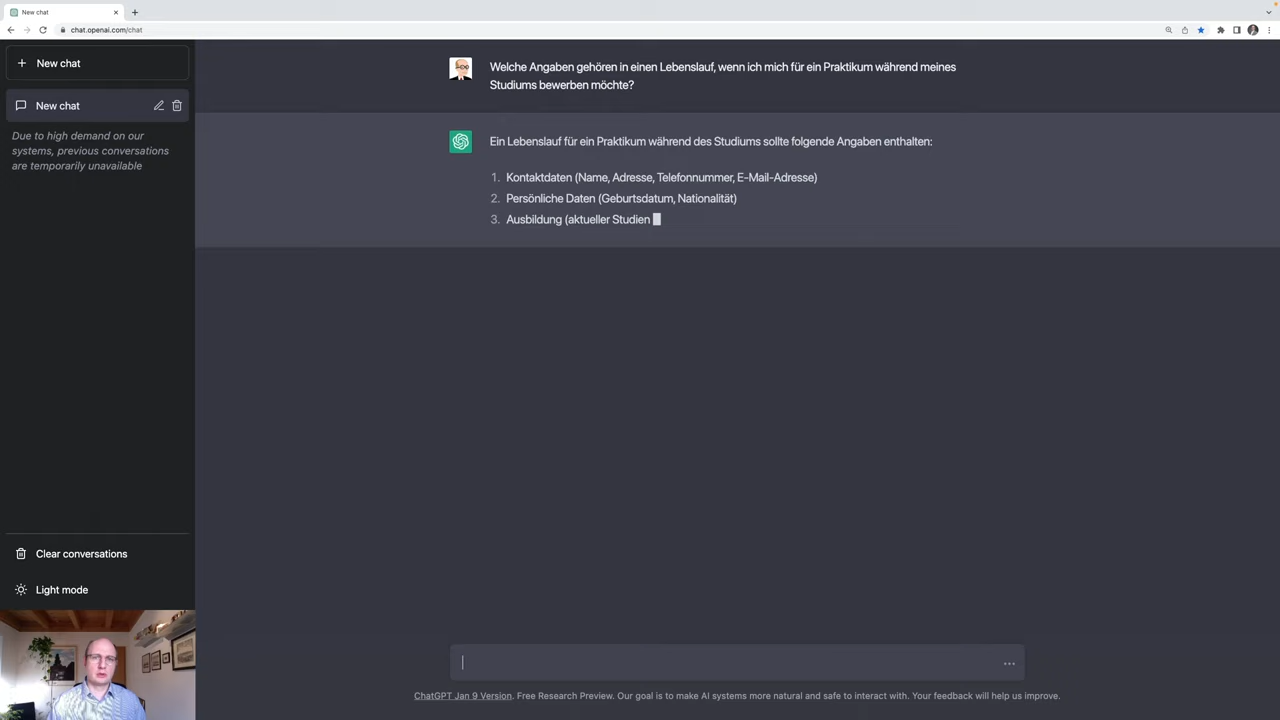 New chat
chat.openai.com/chat
New chat
New chat
Due to high demand on our
systems, previous conversations
are temporarily unavailable
Welche Angaben gehören in einen Lebenslauf, wenn ich mich für ein Praktikum während meines
Studiums bewerben möchte?
Ein Lebenslauf für ein Praktikum während des Studiums sollte folgende Angaben enthalten:
1. Kontaktdaten (Name, Adresse, Telefonnummer, E-Mail-Adresse)
2. Persönliche Daten (Geburtsdatum, Nationalität)
3. Ausbildung (aktueller Studien
Clear conversations
Light mode
ChatGPT Jan 9 Version. Free Research Preview. Our goal is to make AI systems more natural and safe to interact with. Your feedback will help us improve.